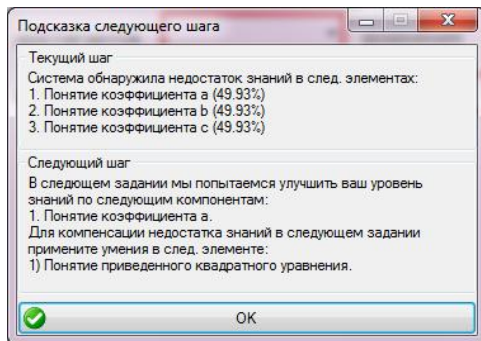 Подсказка следующего шага
Текущий шаг
Система обнаружила недостаток знаний в след. элементах:
1. Понятие коэффициента a (49.93%)
2. Понятие коэффициента b (49.93%)
3. Понятие коэффициента c (49.93%)
Следующий шаг
В следющем задании мы попытаемся улучшить ваш уровень
знаний по следующим компонентам:
1. Понятие коэффициента a.
Для компенсации недостатка знаний в следующем задании
примените умения в след. элементе:
1) Понятие приведенного квадратного уравнения.
OK